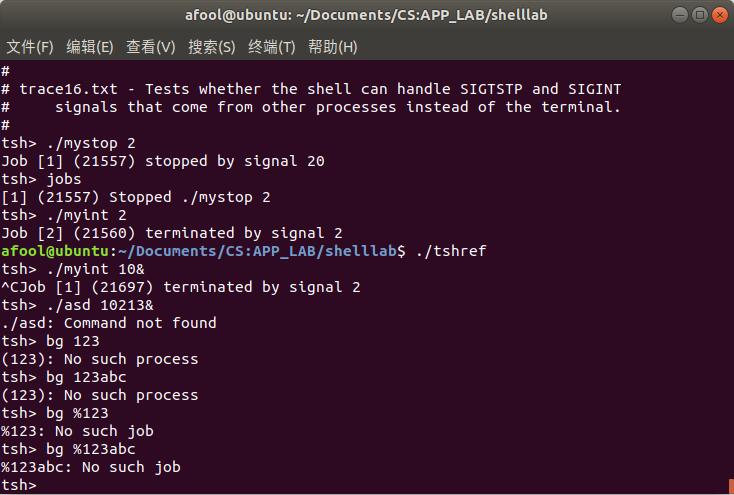 afool@ubuntu: ~/Documents/CS:APP_LAB/shelllab
文件(F) 编辑(E) 查看(V) 搜索(S) 终端(T) 帮助(H)
#
# trace16.txt - Tests whether the shell can handle SIGTSTP and SIGINT
#     signals that come from other processes instead of the terminal.
#
tsh> ./mystop 2
Job [1] (21557) stopped by signal 20
tsh> jobs
[1] (21557) Stopped ./mystop 2
tsh> ./myint 2
Job [2] (21560) terminated by signal 2
afool@ubuntu:~/Documents/CS:APP_LAB/shelllab$ ./tshref
tsh> ./myint 10&
^CJob [1] (21697) terminated by signal 2
tsh> ./asd 10213&
./asd: Command not found
tsh> bg 123
(123): No such process
tsh> bg 123abc
(123): No such process
tsh> bg %123
%123: No such job
tsh> bg %123abc
%123abc: No such job
tsh>